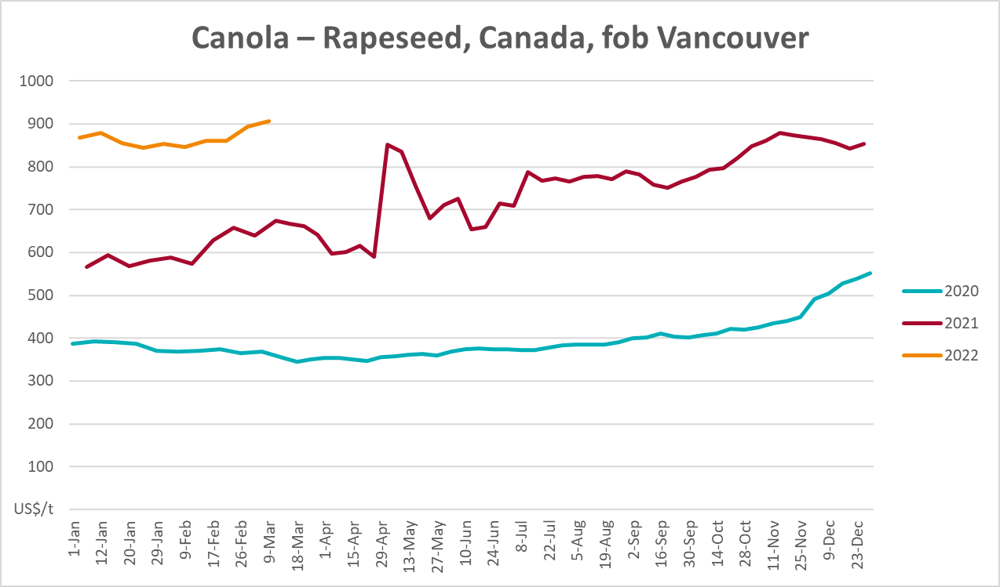 Canola – Rapeseed, Canada, fob Vancouver
1000
900
800
700
600
500
400
300
200
100
US$/t
1-Jan
12-Jan
20-Jan
29-Jan
9-Feb
17-Feb
26-Feb
9-Mar
18-Mar
1-Apr
15-Apr
29-Apr
13-May
27-May
10-Jun
24-Jun
8-Jul
22-Jul
5-Aug
19-Aug
2-Sep
16-Sep
30-Sep
14-Oct
28-Oct
11-Nov
25-Nov
9-Dec
23-Dec
2020
2021
2022